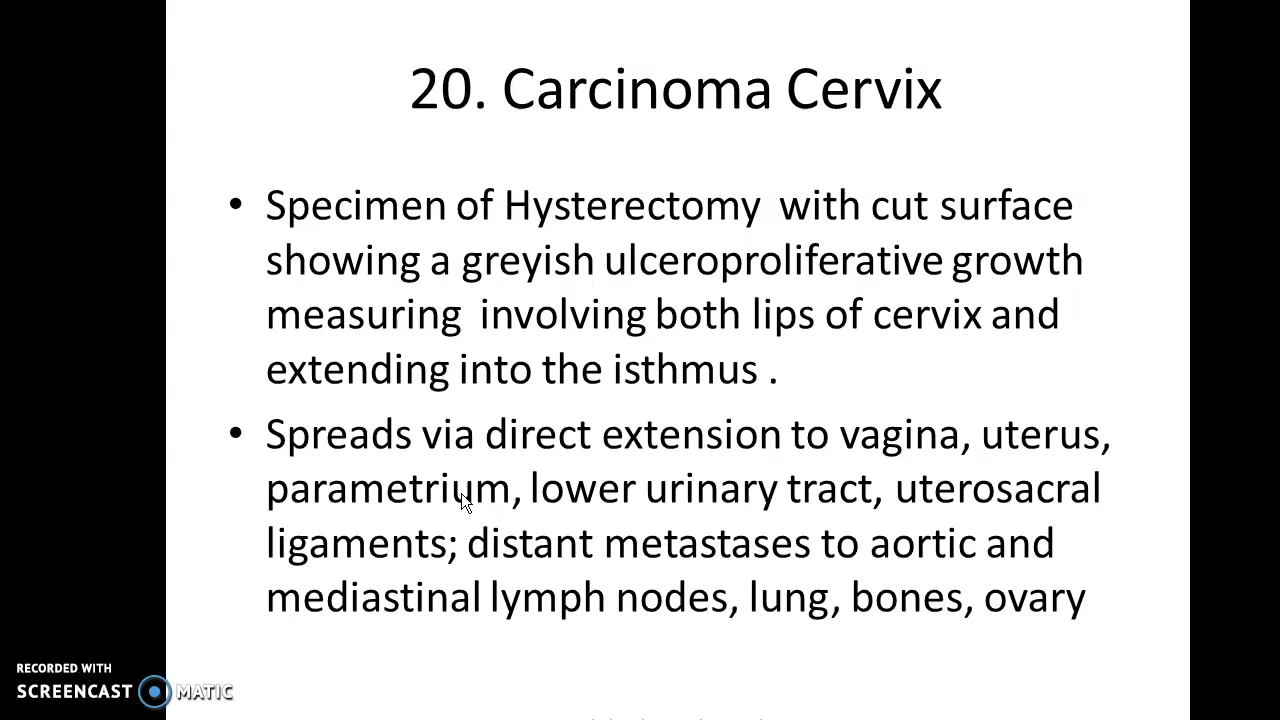 20. Carcinoma Cervix
• Specimen of Hysterectomy with cut surface
showing a greyish ulceroproliferative growth
measuring involving both lips of cervix and
extending into the isthmus .
• Spreads via direct extension to vagina, uterus,
parametrium, lower urinary tract, uterosacral
ligaments; distant metastases to aortic and
mediastinal lymph nodes, lung, bones, ovary
RECORDED WITH
SCREENCAST MATIC